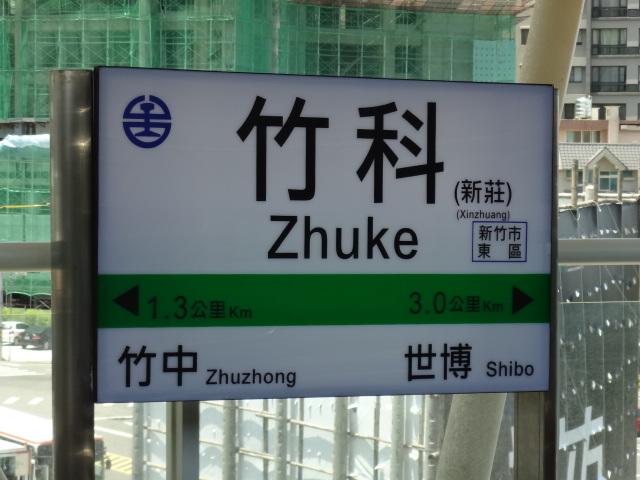 竹科
(新莊)
(Xinzhuang)
Zhuke
新竹市
東區
1.3公里Km
3.0公里Km
竹中 Zhuzhong
世博 Shibo